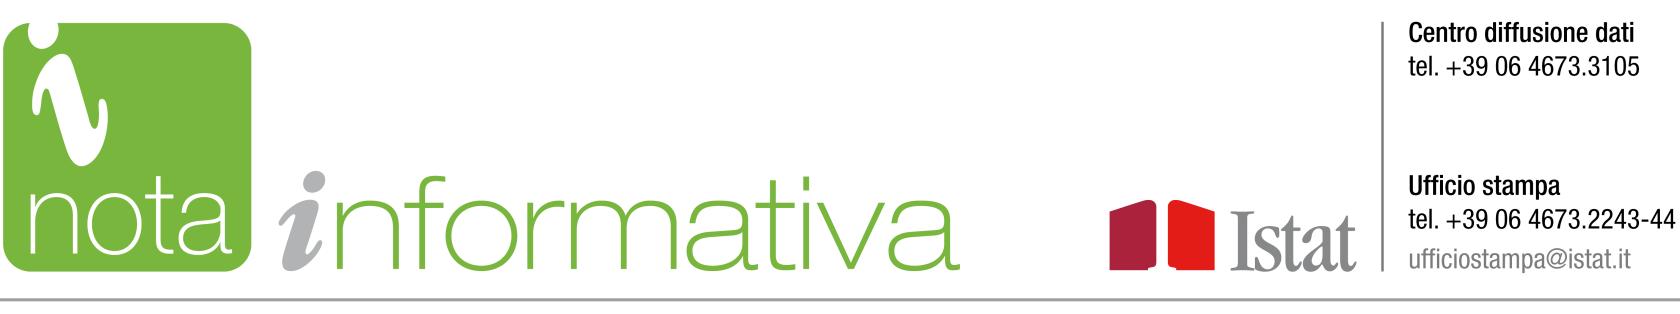 i
nota informativa
Istat
Centro diffusione dati
tel. +39 06 4673.3105
Ufficio stampa
tel. +39 06 4673.2243-44
ufficiostampa@istat.it